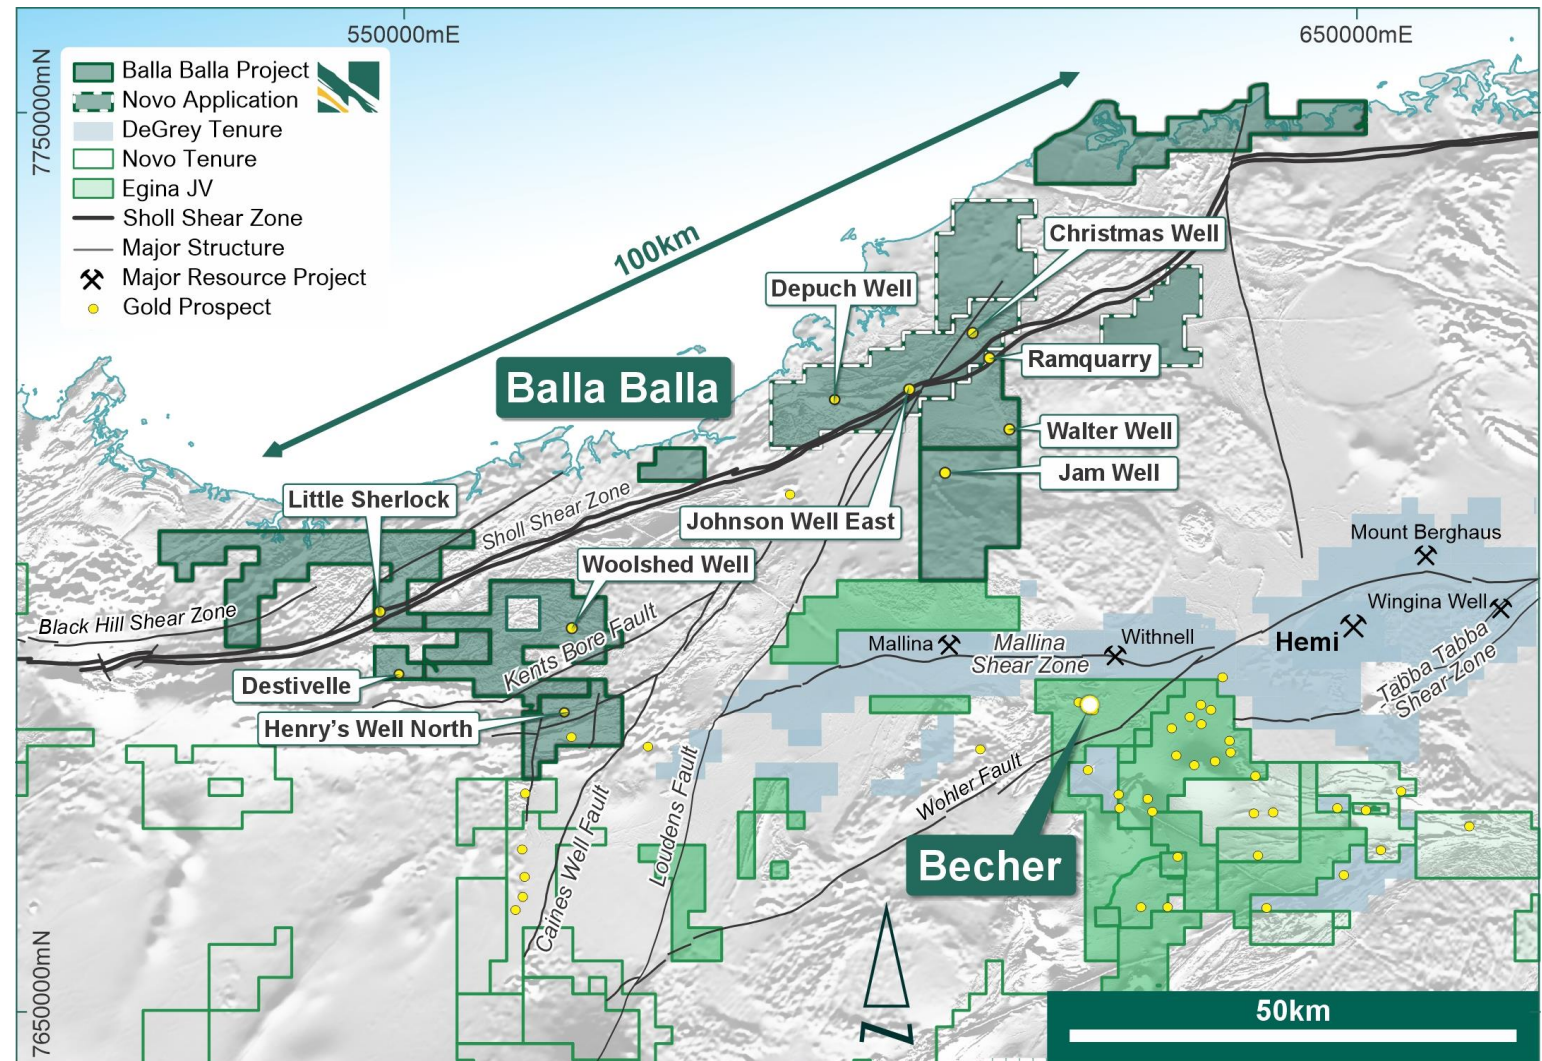 550000mE
650000mE
7750000mN
Balla Balla Project
Novo Application
DeGrey Tenure
Novo Tenure
Egina JV
Sholl Shear Zone
Major Structure
Major Resource Project
Gold Prospect
100km
Christmas Well
Depuch Well
Ramquarry
Balla Balla
Walter Well
Jam Well
Little Sherlock
Sholl Shear Zone
Johnson Well East
Woolshed Well
Mount Berghaus
Black Hill Shear Zone
Kents Bore Fault
Wingina Well
Mallina
Mallina
Shear Zone
Withnell
Hemi
Tabba Tabba
Shear Zone
Destivelle
Henry's Well North
Wohler Fault
Loudens Fault
Caines Well Fault
Becher
7650000mN
N
50km